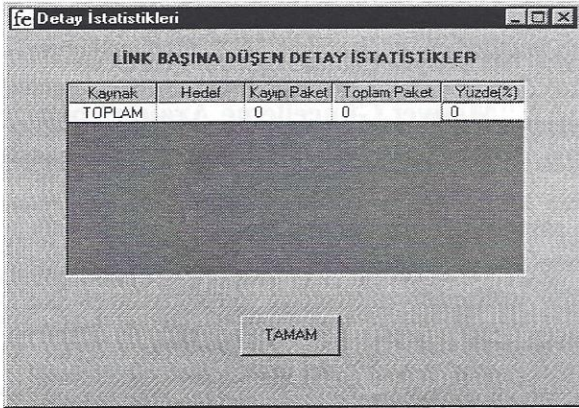 fe Detay İstatistikleri
LİNK BAŞINA DÜŞEN DETAY İSTATİSTİKLER
Kaynak Hedef Kayıp Paket Toplam Paket Yüzde(%)
TOPLAM 0 0 0
TAMAM